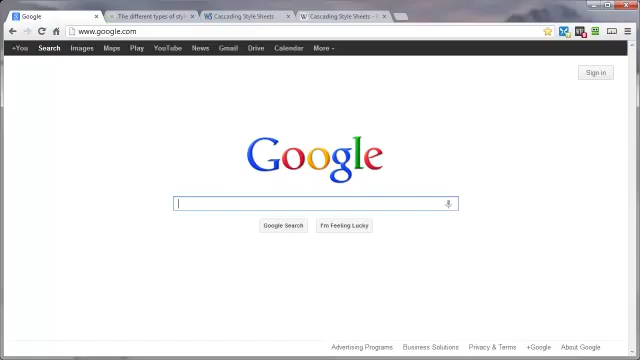 Google
The different types of styl
Cascading Style Sheets
Cascading Style Sheets -
www.google.com
+You Search Images Maps Play YouTube News Gmail Drive Calendar More
Sign in
Google
Google Search I'm Feeling Lucky
Advertising Programs Business Solutions Privacy & Terms +Google About Google